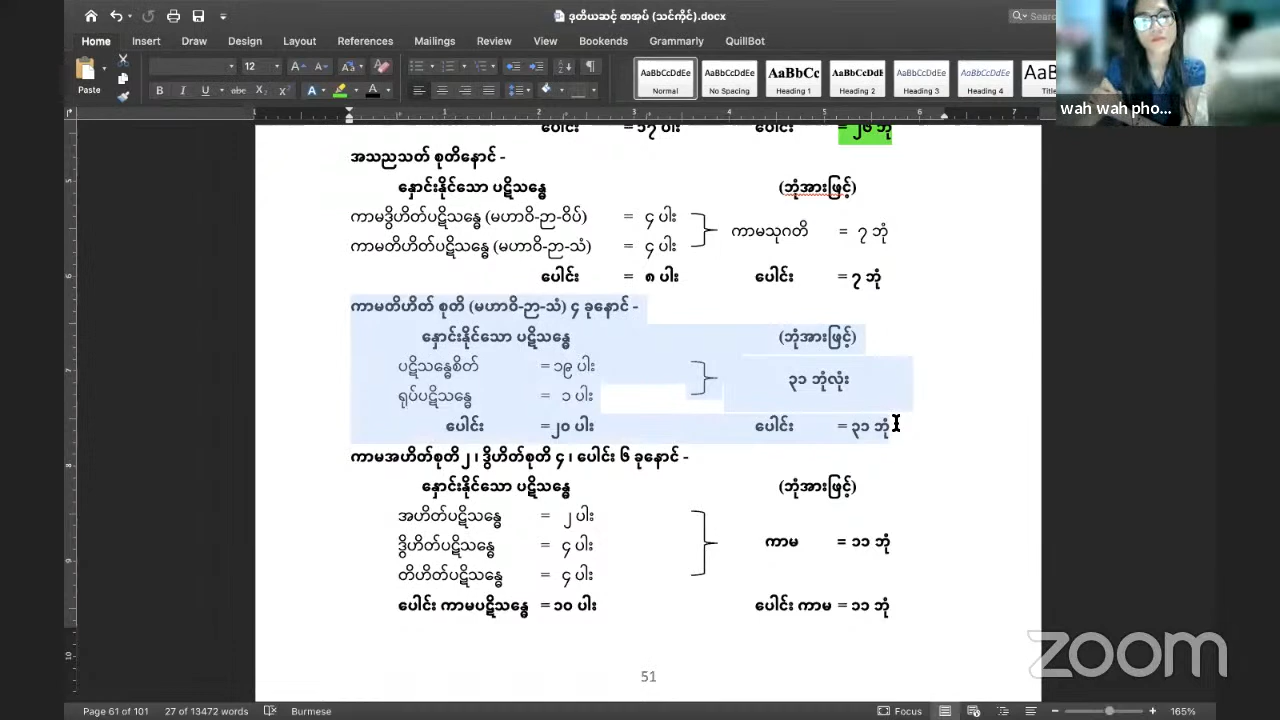 ဒုတိယဆင့် စာအုပ် (သင်ကိုင်).docx
Home Insert Draw Design Layout References Mailings Review View Bookends Grammarly QuillBot
Paste
12
AaBbCcDdEe AaBbCcDdEe AaBbCc AaBbCcDdE AaBbCcDdEe AaBbCcDdEe
Normal No Spacing Heading 1 Heading 2 Heading 3 Heading 4
wah wah pho...
ပေါင်း = ၁၇ ပါး ပေါင်း = ၂၆ ဘုံ
အသညသတ် စုတိနောင် -
နှောင်းနိုင်သော ပဋိသန္ဓေ (ဘုံအားဖြင့်)
ကာမဒွိဟိတ်ပဋိသန္ဓေ (မဟာဝိ-ဉာ-ဝိပ်) = ၄ ပါး
ကာမသုဂတိ = ၇ ဘုံ
ကာမတိဟိတ်ပဋိသန္ဓေ (မဟာဝိ-ဉာ-သံ) = ၄ ပါး
ပေါင်း = ၈ ပါး ပေါင်း = ၇ ဘုံ
ကာမတိဟိတ် စုတိ (မဟာဝိ-ဉာ-သံ) ၄ ခုနောင် -
နှောင်းနိုင်သော ပဋိသန္ဓေ (ဘုံအားဖြင့်)
ပဋိသန္ဓေစိတ် = ၁၉ ပါး
၃၁ ဘုံလုံး
ရုပ်ပဋိသန္ဓေ = ၁ ပါး
ပေါင်း =၂၀ ပါး ပေါင်း = ၃၁ ဘုံ
ကာမအဟိတ်စုတိ၂ ၊ ဒွိဟိတ်စုတိ ၄ ၊ ပေါင်း ၆ ခုနောင် -
နှောင်းနိုင်သော ပဋိသန္ဓေ (ဘုံအားဖြင့်)
အဟိတ်ပဋိသန္ဓေ = ၂ ပါး
ဒွိဟိတ်ပဋိသန္ဓေ = ၄ ပါး ကာမ = ၁၁ ဘုံ
တိဟိတ်ပဋိသန္ဓေ = ၄ ပါး
ပေါင်း ကာမပဋိသန္ဓေ = ၁၀ ပါး ပေါင်း ကာမ = ၁၁ ဘုံ
51
zoom
Page 61 of 101 27 of 13472 words Burmese Focus 165%